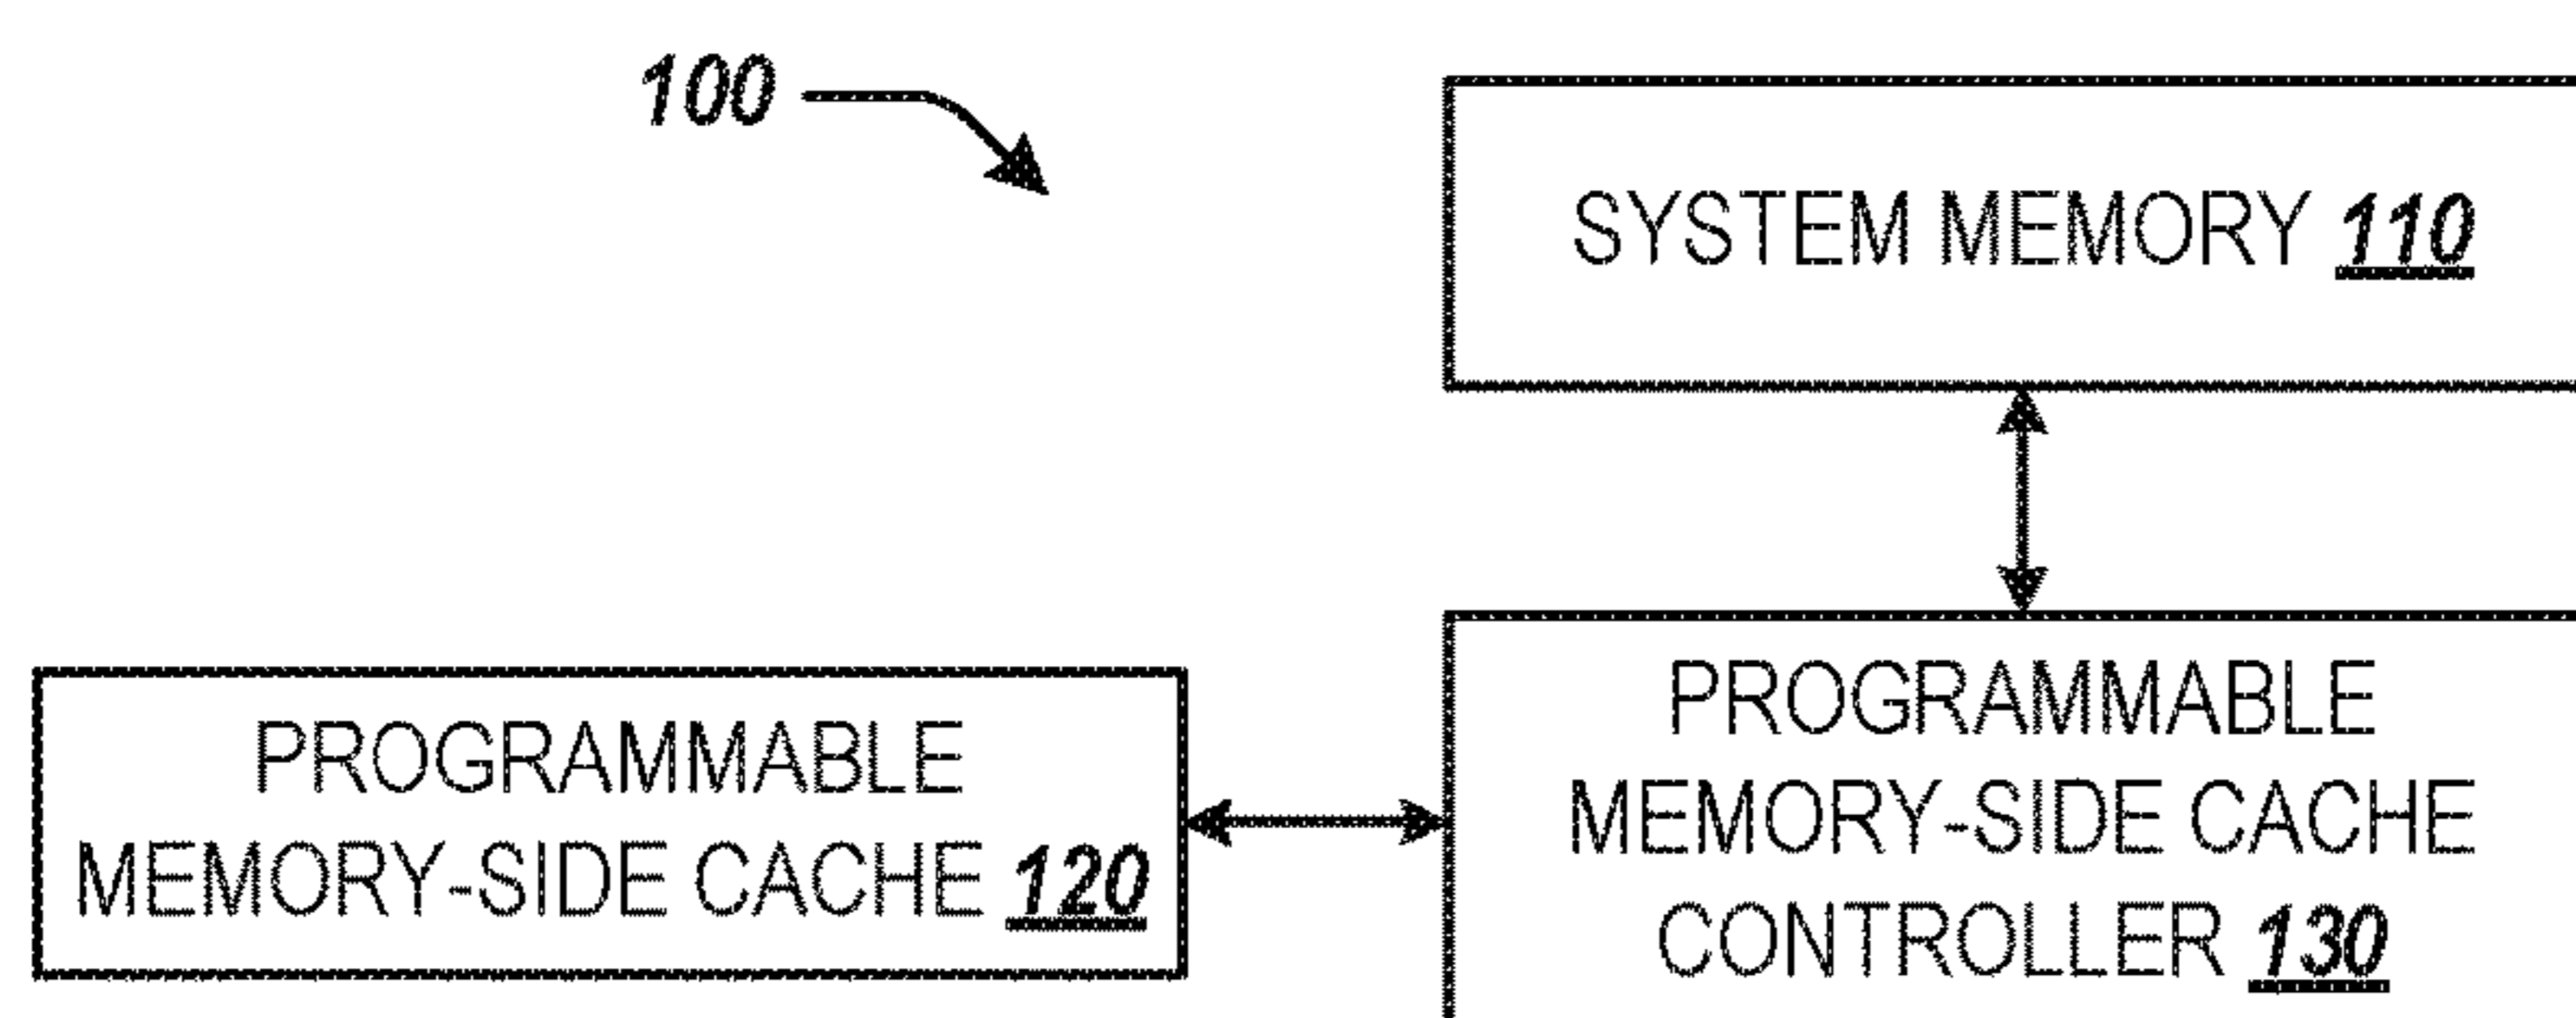 100
SYSTEM MEMORY 110
PROGRAMMABLE
MEMORY-SIDE CACHE 120
PROGRAMMABLE
MEMORY-SIDE CACHE
CONTROLLER 130